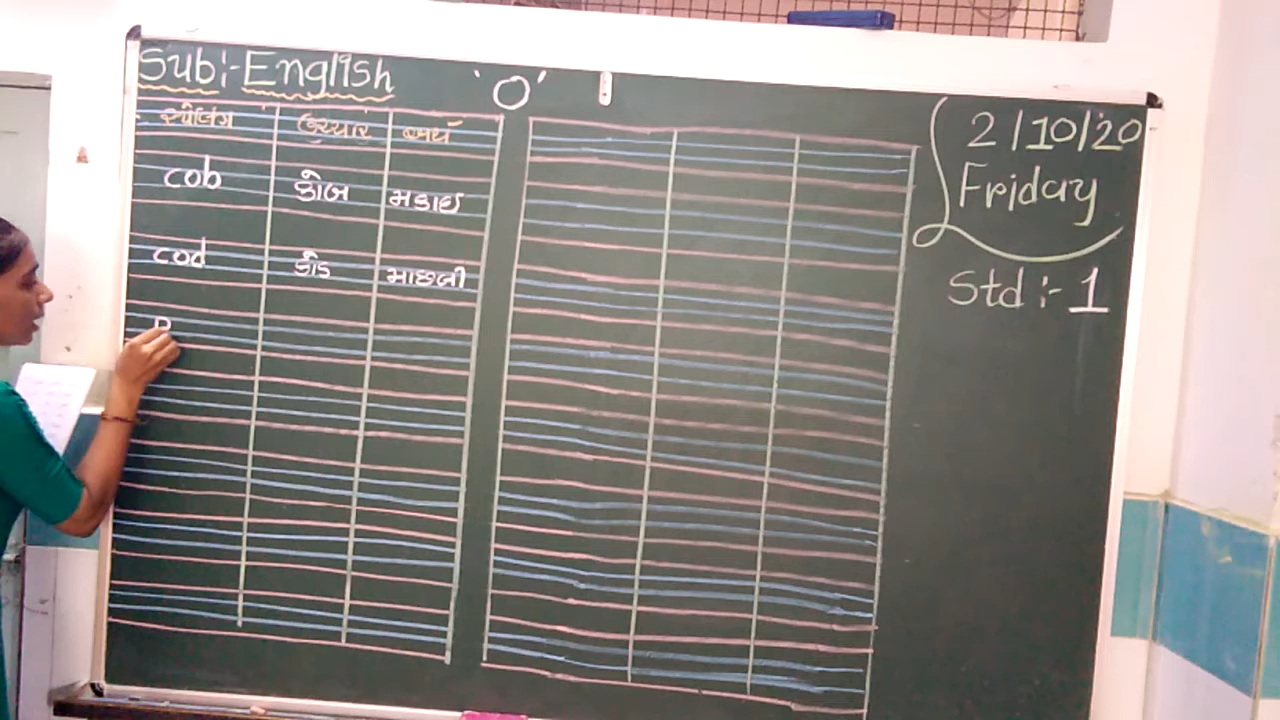 Sub:- English 'O'
સ્પેલિંગ ઉચ્ચાર અર્થ
cob કોબ મકાઈ
cod કોડ માછલી
2/10/20
Friday
Std :- 1